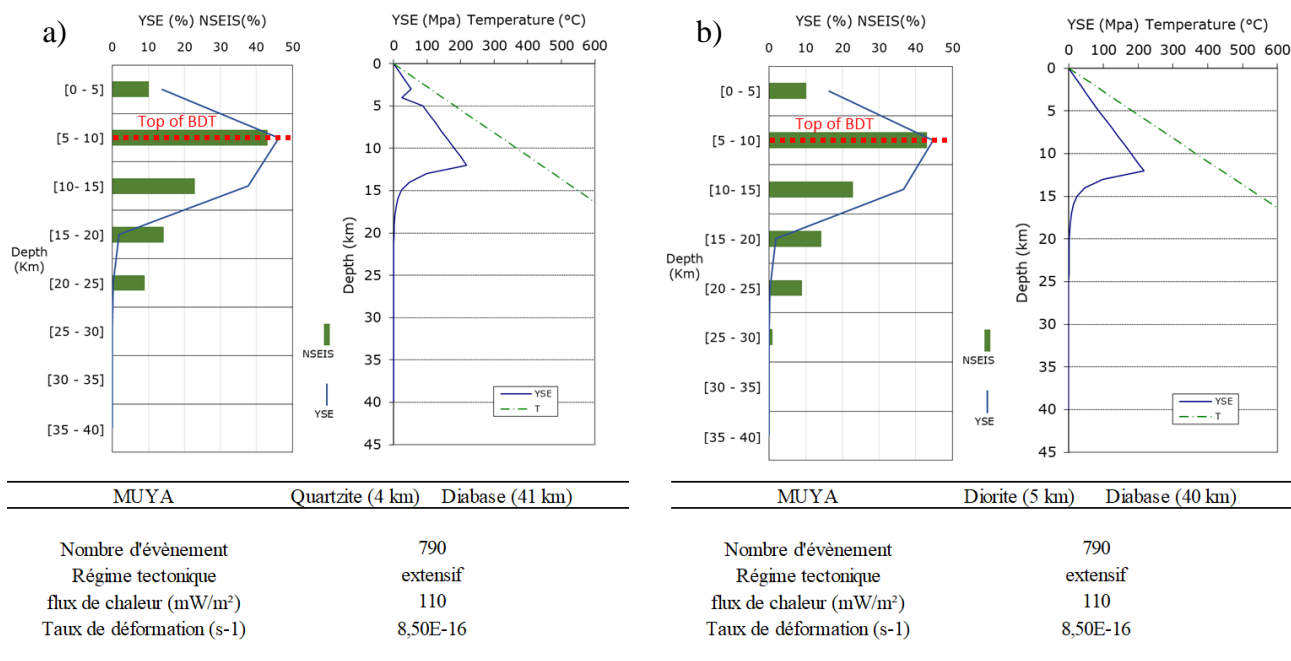 a)
YSE (%) NSEIS(%)
0 10 20 30 40 50
[0 - 5]
Top of BDT
[5 - 10]
[10- 15]
[15 - 20]
Depth
(Km)
[20 - 25]
[25 - 30]
[30 - 35]
[35 - 40]
NSEIS
YSE
YSE (Mpa) Temperature (°C)
0 100 200 300 400 500 600
0
5
10
15
20
25
30
35
40
45
Depth (km)
YSE
T
MUYA Quartzite (4 km) Diabase (41 km)
Nombre d'évènement 790
Régime tectonique extensif
flux de chaleur (mW/m²) 110
Taux de déformation (s-1) 8,50E-16
b)
YSE (%) NSEIS(%)
0 10 20 30 40 50
[0 - 5]
Top of BDT
[5 - 10]
[10- 15]
[15 - 20]
Depth
(Km)
[20 - 25]
[25 - 30]
[30 - 35]
[35 - 40]
NSEIS
YSE
YSE (Mpa) Temperature (°C)
0 100 200 300 400 500 600
0
5
10
15
20
25
30
35
40
45
Depth (km)
YSE
T
MUYA Diorite (5 km) Diabase (40 km)
Nombre d'évènement 790
Régime tectonique extensif
flux de chaleur (mW/m²) 110
Taux de déformation (s-1) 8,50E-16